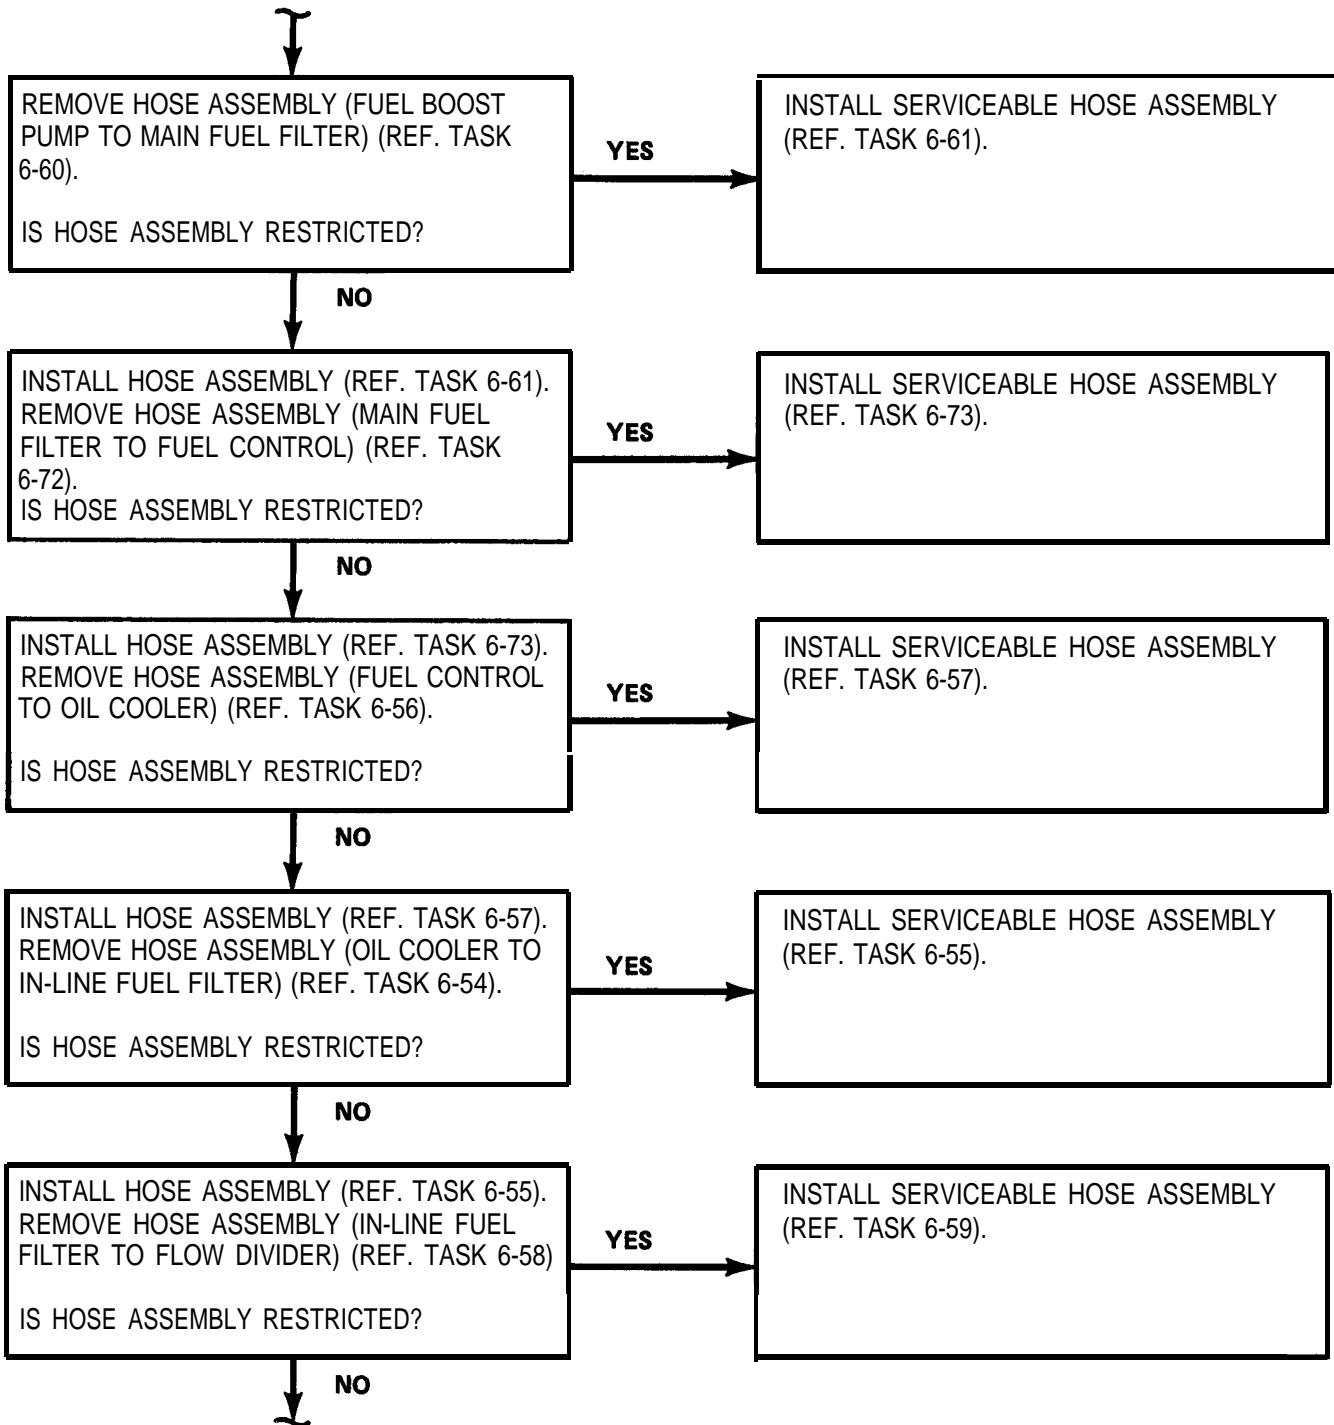 REMOVE HOSE ASSEMBLY (FUEL BOOST
PUMP TO MAIN FUEL FILTER) (REF. TASK
6-60).
IS HOSE ASSEMBLY RESTRICTED?
YES
INSTALL SERVICEABLE HOSE ASSEMBLY
(REF. TASK 6-61).
NO
INSTALL HOSE ASSEMBLY (REF. TASK 6-61).
REMOVE HOSE ASSEMBLY (MAIN FUEL
FILTER TO FUEL CONTROL) (REF. TASK
6-72).
IS HOSE ASSEMBLY RESTRICTED?
YES
INSTALL SERVICEABLE HOSE ASSEMBLY
(REF. TASK 6-73).
NO
INSTALL HOSE ASSEMBLY (REF. TASK 6-73).
REMOVE HOSE ASSEMBLY (FUEL CONTROL
TO OIL COOLER) (REF. TASK 6-56).
IS HOSE ASSEMBLY RESTRICTED?
YES
INSTALL SERVICEABLE HOSE ASSEMBLY
(REF. TASK 6-57).
NO
INSTALL HOSE ASSEMBLY (REF. TASK 6-57).
REMOVE HOSE ASSEMBLY (OIL COOLER TO
IN-LINE FUEL FILTER) (REF. TASK 6-54).
IS HOSE ASSEMBLY RESTRICTED?
YES
INSTALL SERVICEABLE HOSE ASSEMBLY
(REF. TASK 6-55).
NO
INSTALL HOSE ASSEMBLY (REF. TASK 6-55).
REMOVE HOSE ASSEMBLY (IN-LINE FUEL
FILTER TO FLOW DIVIDER) (REF. TASK 6-58)
IS HOSE ASSEMBLY RESTRICTED?
YES
INSTALL SERVICEABLE HOSE ASSEMBLY
(REF. TASK 6-59).
NO